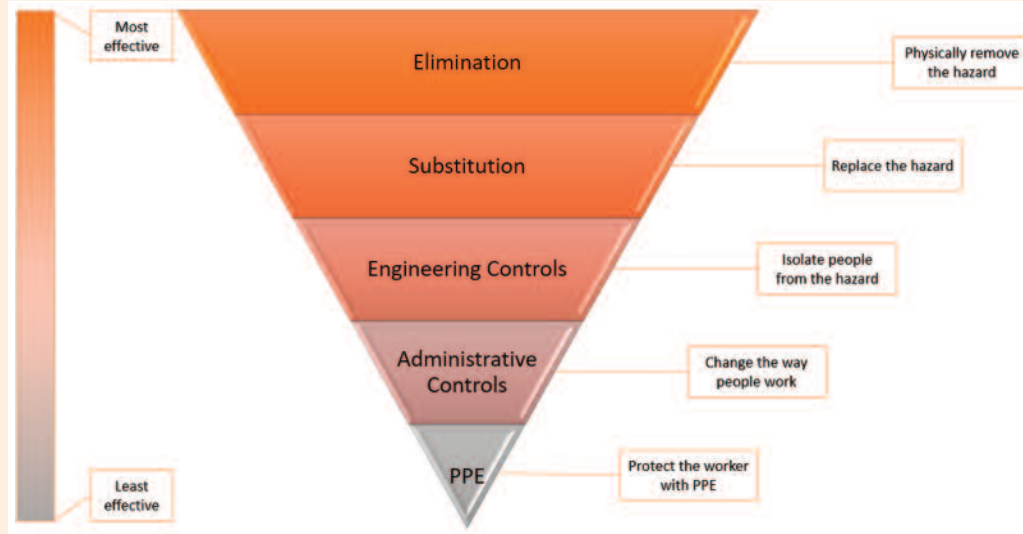 Most
effective
Elimination
Physically remove
the hazard
Substitution
Replace the hazard
Engineering Controls
Isolate people
from the hazard
Administrative
Controls
Change the way
people work
PPE
Protect the worker
with PPE
Least
effective